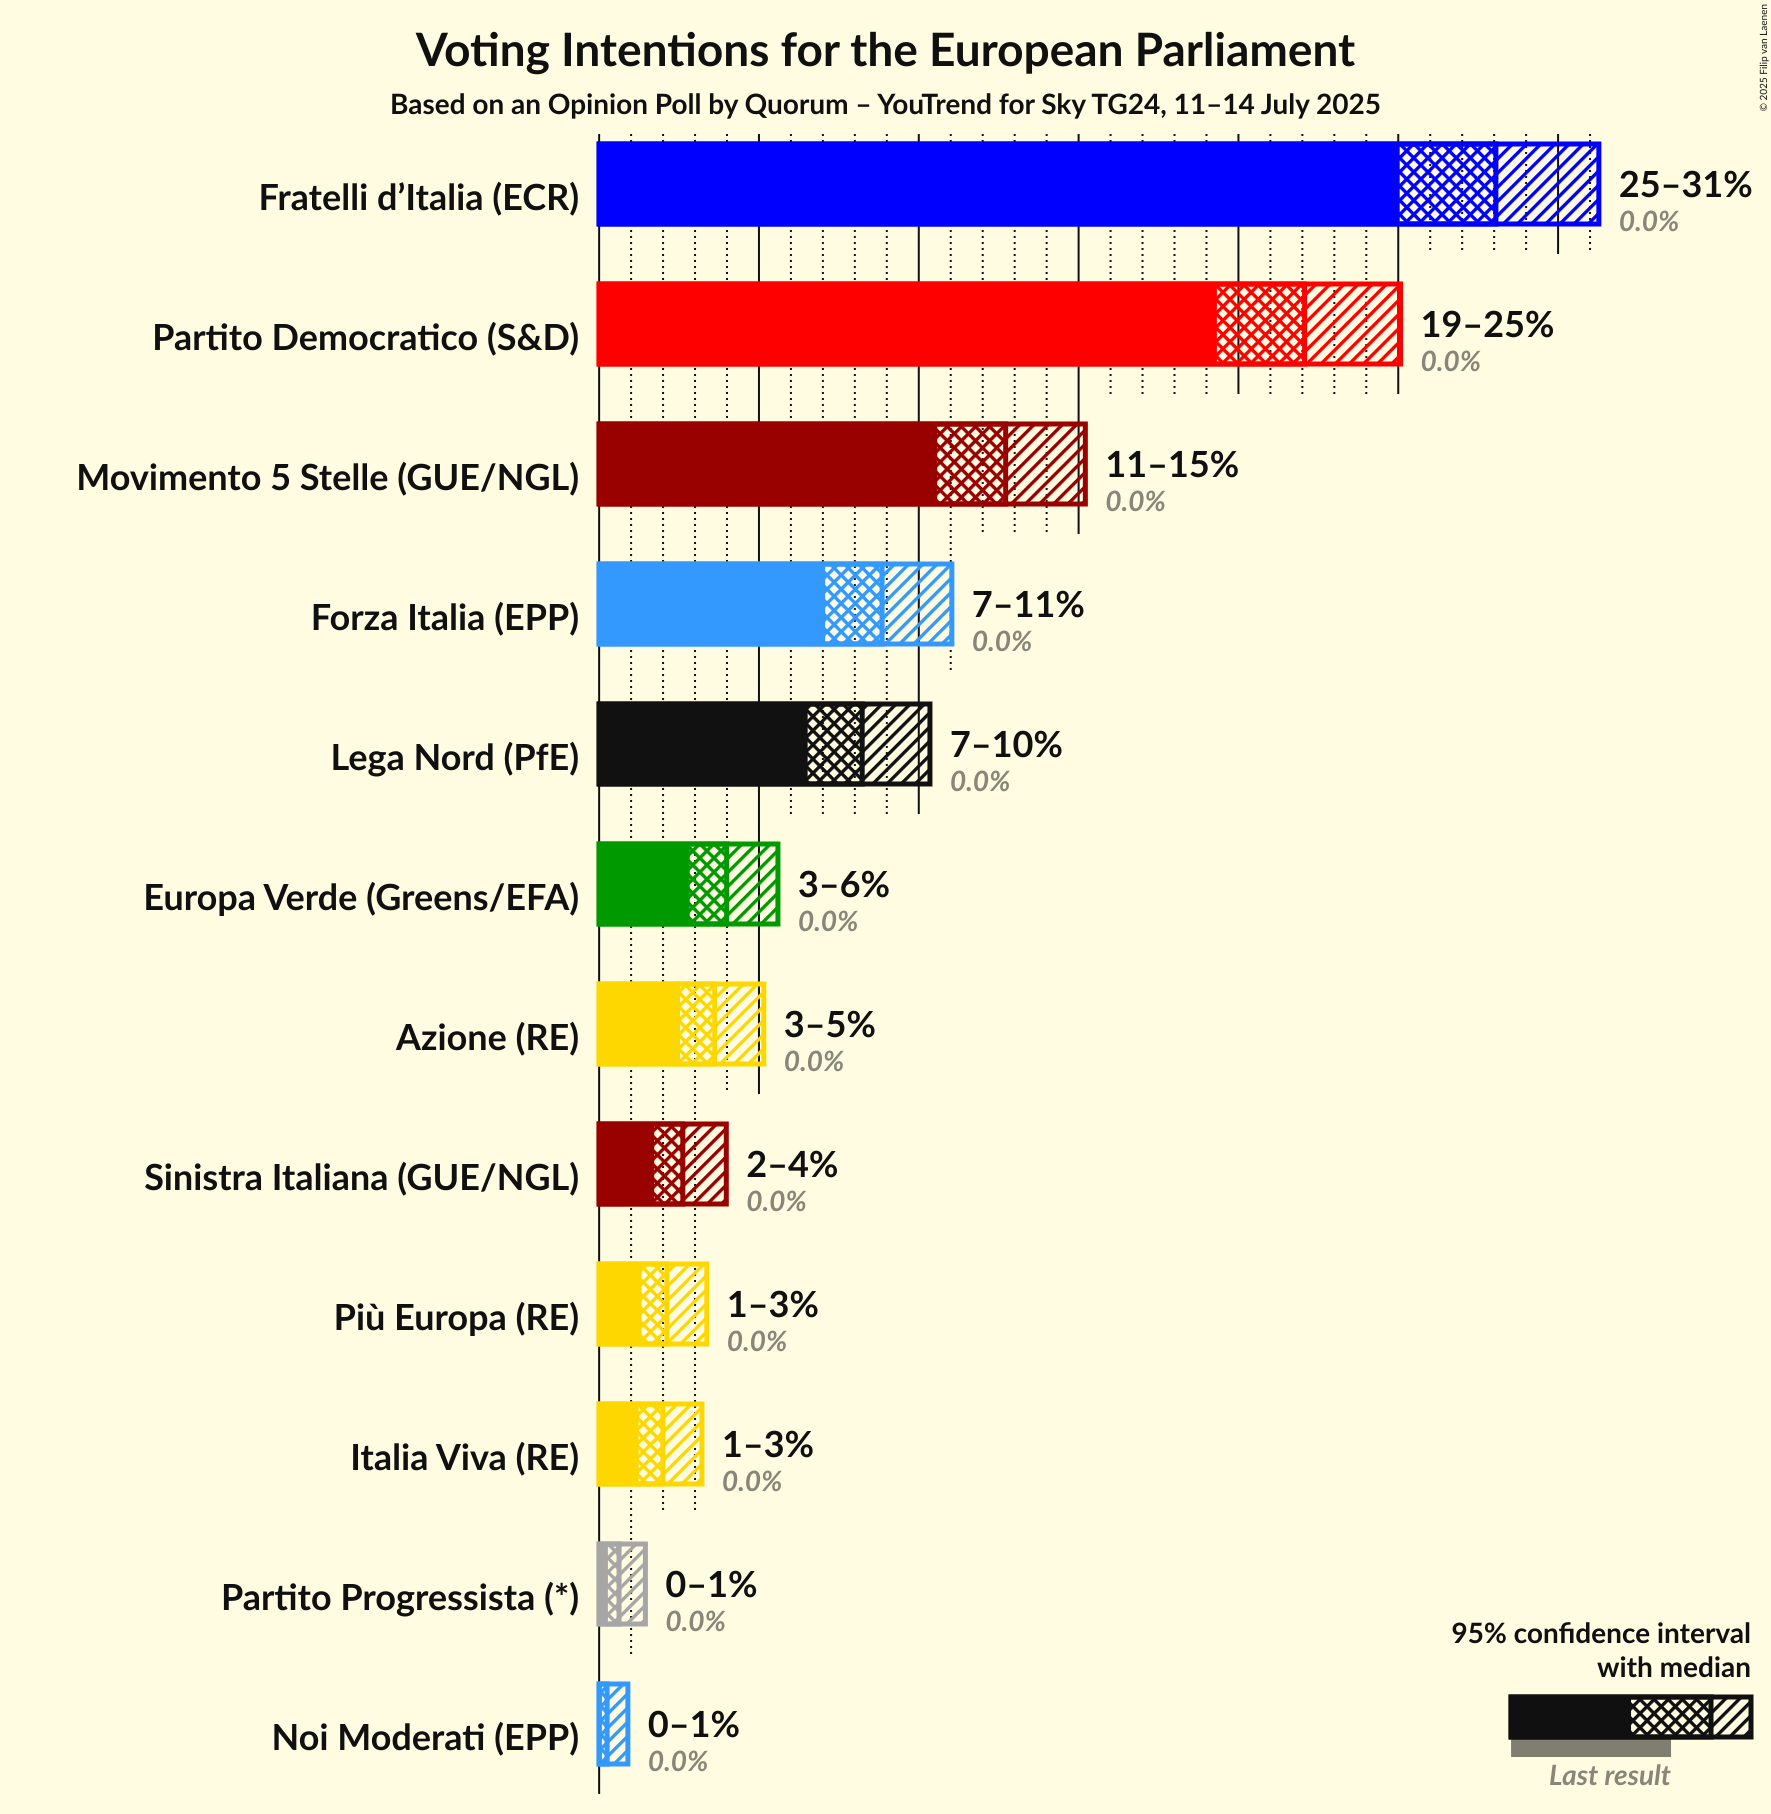 Voting Intentions for the European Parliament
Based on an Opinion Poll by Quorum – YouTrend for Sky TG24, 11–14 July 2025
© 2025 Filip van Laenen
Fratelli d’Italia (ECR)
25–31%
0.0%
Partito Democratico (S&D)
19–25%
0.0%
Movimento 5 Stelle (GUE/NGL)
11–15%
0.0%
Forza Italia (EPP)
7–11%
0.0%
Lega Nord (PfE)
7–10%
0.0%
Europa Verde (Greens/EFA)
3–6%
0.0%
Azione (RE)
3–5%
0.0%
Sinistra Italiana (GUE/NGL)
2–4%
0.0%
Più Europa (RE)
1–3%
0.0%
Italia Viva (RE)
1–3%
0.0%
Partito Progressista (*)
0–1%
0.0%
Noi Moderati (EPP)
0–1%
0.0%
95% confidence interval
with median
Last result